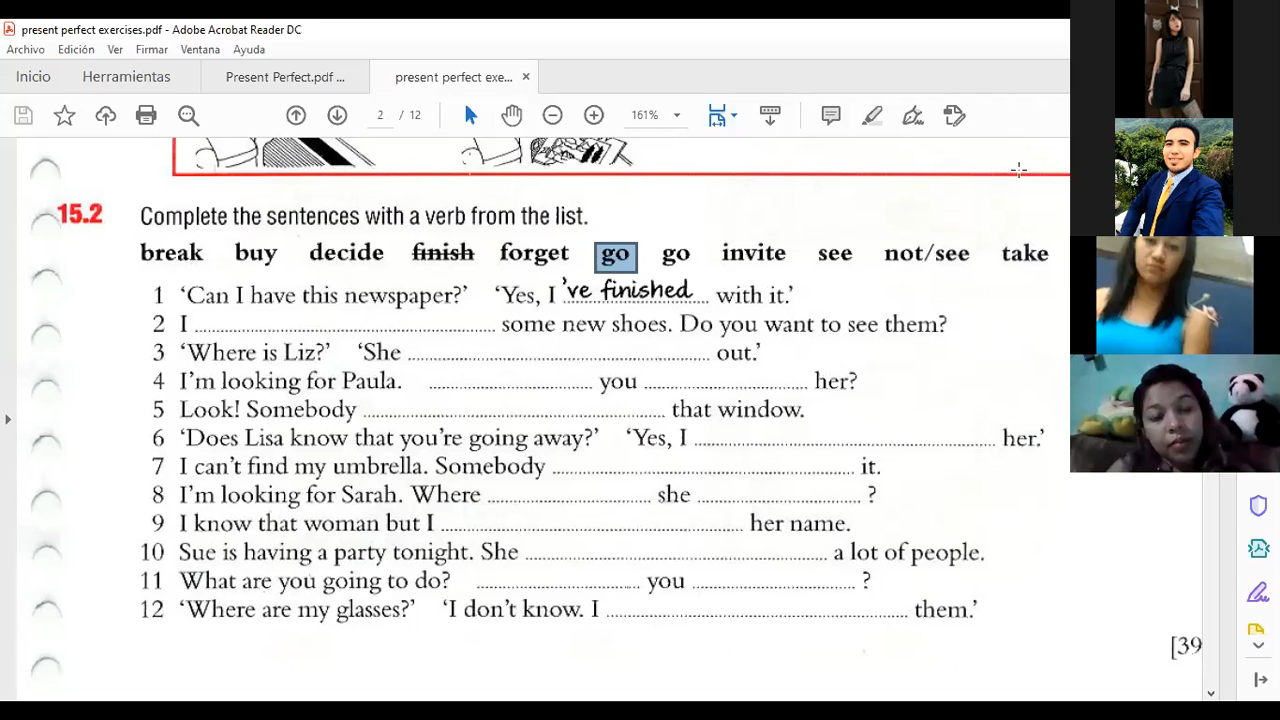 present perfect exercises.pdf - Adobe Acrobat Reader DC
Archivo Edición Ver Firmar Ventana Ayuda
Inicio Herramientas Present Perfect.pdf ... present perfect exe... ×
2 / 12 161%
15.2 Complete the sentences with a verb from the list.
break buy decide finish forget go go invite see not/see take
1 ‘Can I have this newspaper?’ ‘Yes, I 've finished with it.’
2 I ........ some new shoes. Do you want to see them?
3 ‘Where is Liz?’ ‘She ........ out.’
4 I’m looking for Paula. ........ you ........ her?
5 Look! Somebody ........ that window.
6 ‘Does Lisa know that you’re going away?’ ‘Yes, I ........ her.’
7 I can’t find my umbrella. Somebody ........ it.
8 I’m looking for Sarah. Where ........ she ........ ?
9 I know that woman but I ........ her name.
10 Sue is having a party tonight. She ........ a lot of people.
11 What are you going to do? ........ you ........ ?
12 ‘Where are my glasses?’ ‘I don’t know. I ........ them.’
[39